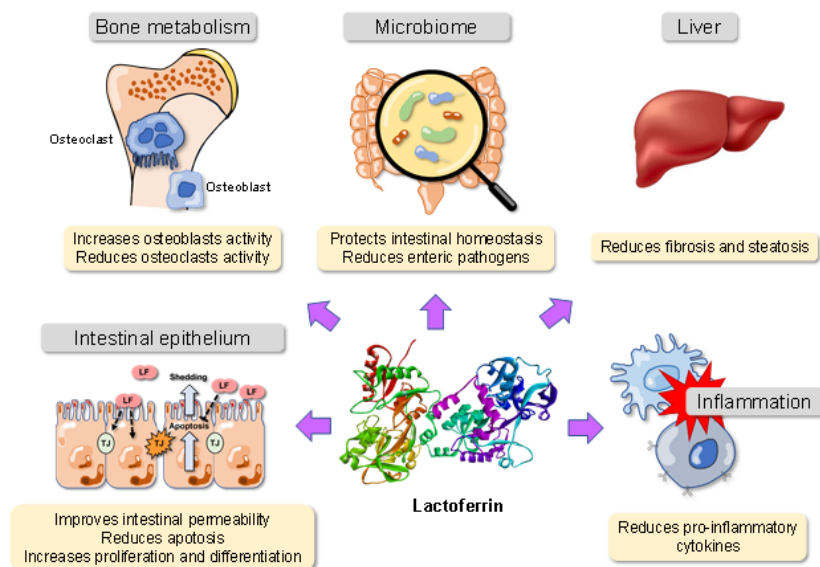 Bone metabolism
Microbiome
Liver
Osteoclast
Osteoblast
Increases osteoblasts activity
Reduces osteoclasts activity
Protects intestinal homeostasis
Reduces enteric pathogens
Reduces fibrosis and steatosis
Intestinal epithelium
LF
Shedding
LF
LF
LF
Apoptosis
TJ
TJ
TJ
Improves intestinal permeability
Reduces apotosis
Increases proliferation and differentiation
Lactoferrin
Inflammation
Reduces pro-inflammatory
cytokines